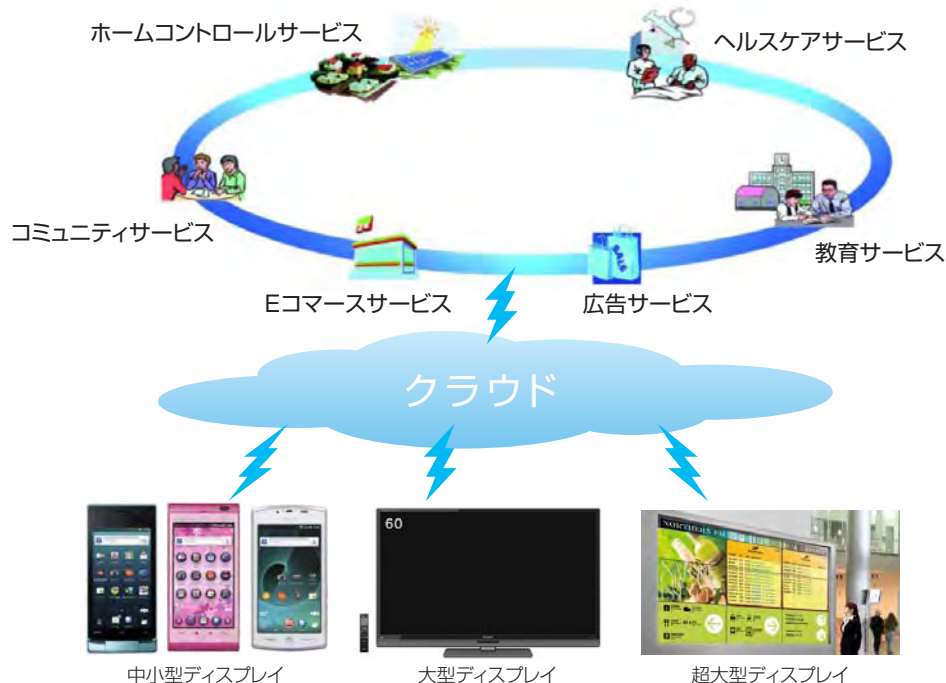 ホームコントロールサービス
ヘルスケアサービス
コミュニティサービス
教育サービス
SALE
Eコマースサービス
広告サービス
クラウド
60
NORTHERN
中小型ディスプレイ
大型ディスプレイ
超大型ディスプレイ